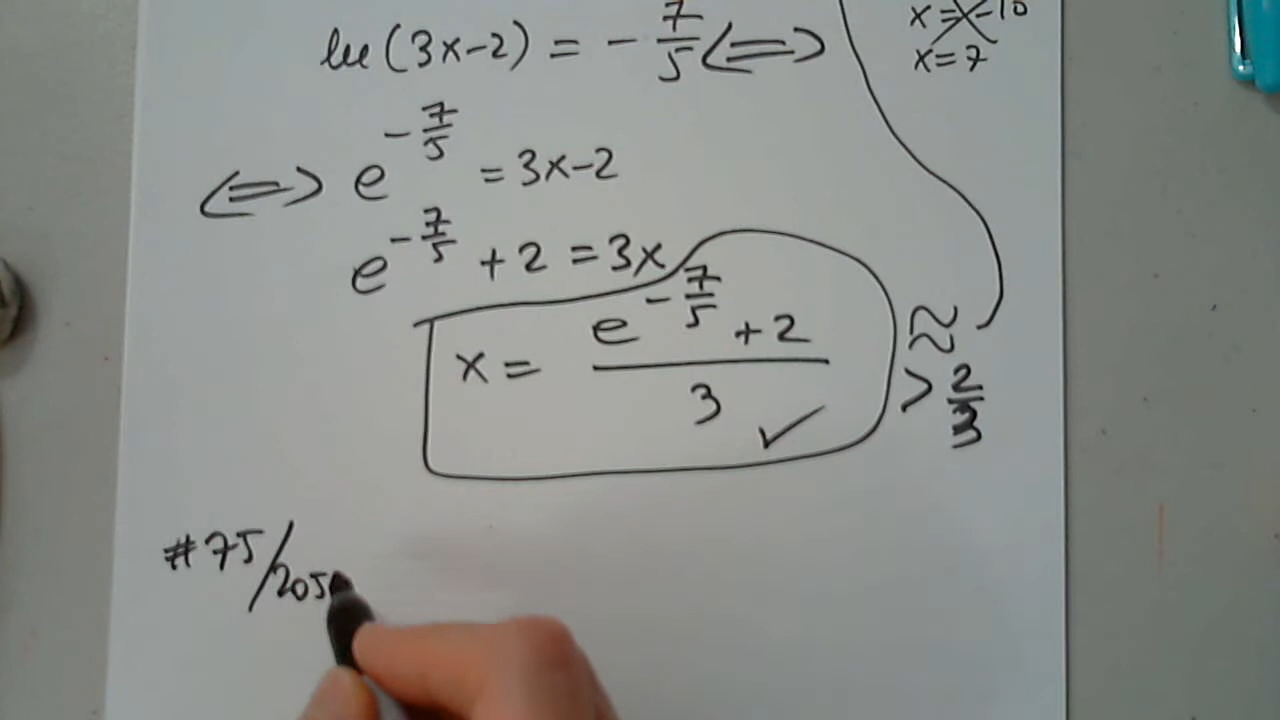 ln(3x-2) = -7/5 <=>
x=x-10
x=7
<=> e^{-7/5} = 3x-2
e^{-7/5} +2 = 3x
x = (e^{-7/5} +2)/3 ✓
≈
> 2/3
#75/205